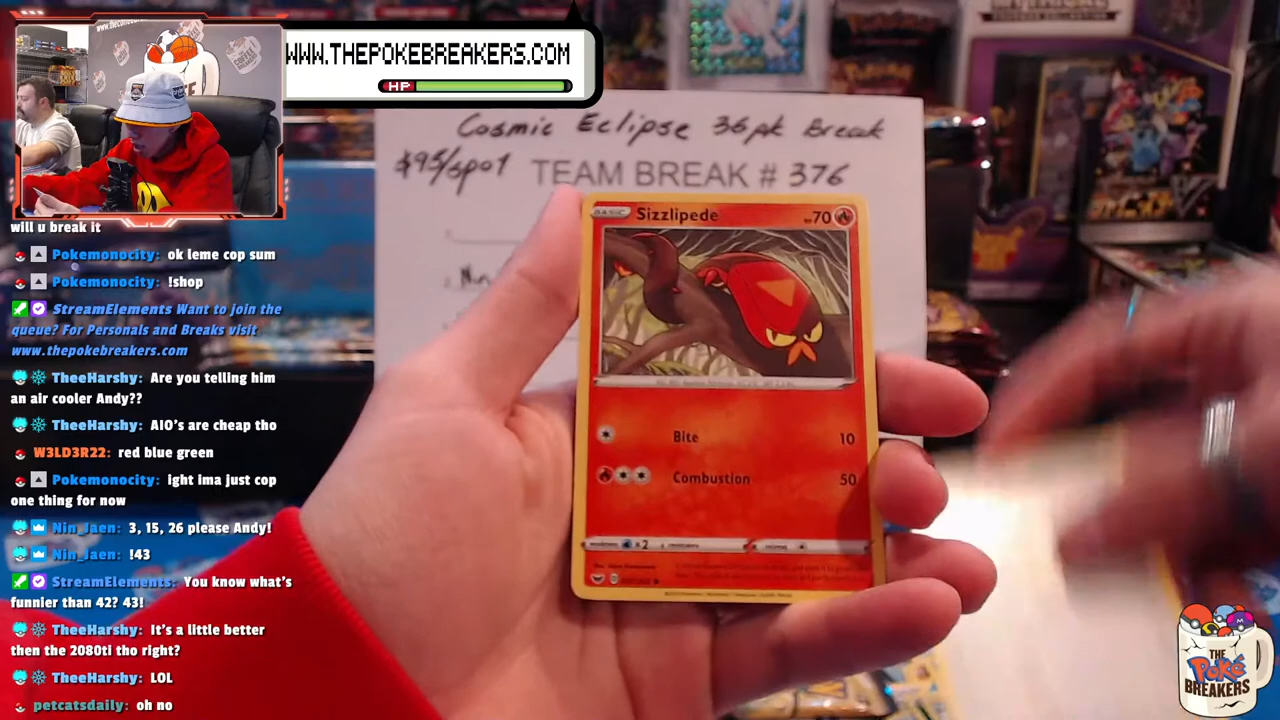 WWW.THEPOKEBREAKERS.COM
HP
Cosmic Eclipse 36pk Break
$95/spot TEAM BREAK # 376
BASIC Sizzlipede 70
Bite 10
Combustion 50
weakness x2 resistance
will u break it
Pokemonocity: ok leme cop sum
Pokemonocity: !shop
StreamElements Want to join the
queue? For Personals and Breaks visit
www.thepokebreakers.com
TheeHarshy: Are you telling him
an air cooler Andy??
TheeHarshy: AIO's are cheap tho
W3LD3R22: red blue green
Pokemonocity: ight ima just cop
one thing for now
Nin_Jaen: 3, 15, 26 please Andy!
Nin_Jaen: !43
StreamElements: You know what's
funnier than 42? 43!
TheeHarshy: It's a little better
then the 2080ti tho right?
TheeHarshy: LOL
petcatsdaily: oh no
THE
Poké
BREAKERS